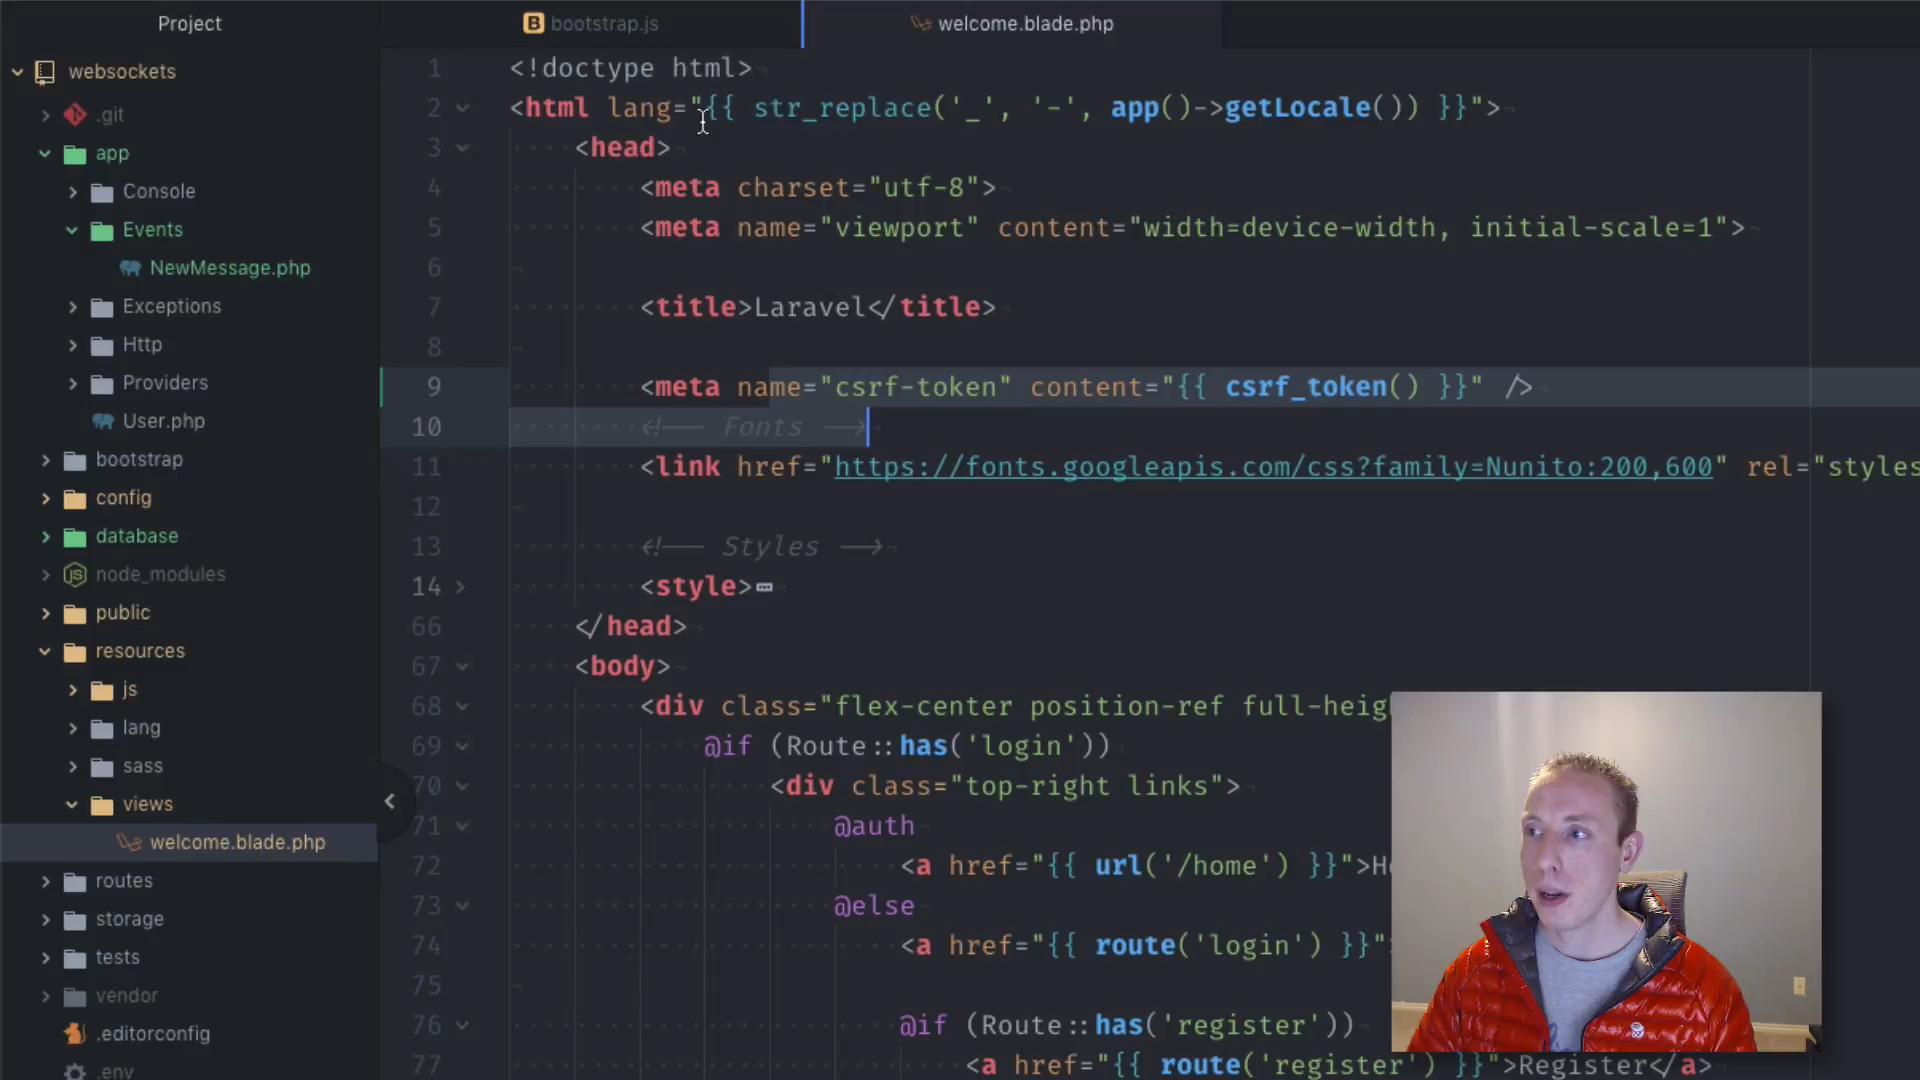 Project
websockets
.git
app
Console
Events
NewMessage.php
Exceptions
Http
Providers
User.php
bootstrap
config
database
node_modules
public
resources
js
lang
sass
views
welcome.blade.php
routes
storage
tests
vendor
.editorconfig
.env
B bootstrap.js
welcome.blade.php
1 <!doctype html>
2 <html lang="{{ str_replace('_', '-', app()->getLocale()) }}">
3 <head>
4 <meta charset="utf-8">
5 <meta name="viewport" content="width=device-width, initial-scale=1">
6
7 <title>Laravel</title>
8
9 <meta name="csrf-token" content="{{ csrf_token() }}" />
10 <!-- Fonts -->
11 <link href="https://fonts.googleapis.com/css?family=Nunito:200,600" rel="styles
12
13 <!-- Styles -->
14 <style>
66 </head>
67 <body>
68 <div class="flex-center position-ref full-heig
69 @if (Route::has('login'))
70 <div class="top-right links">
71 @auth
72 <a href="{{ url('/home') }}">H
73 @else
74 <a href="{{ route('login') }}"
75
76 @if (Route::has('register'))
77 <a href="{{ route('register') }}">Register</a>